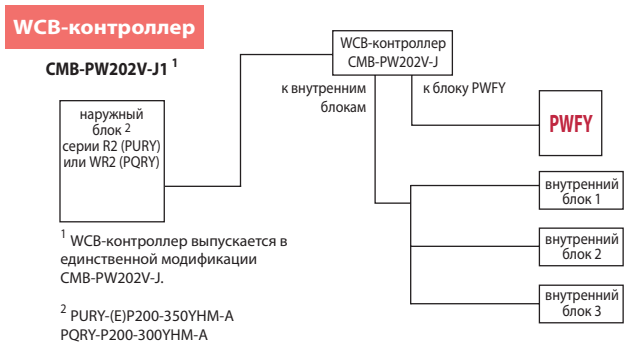 WCB-контроллер
CMB-PW202V-J1 1
наружный
блок 2
серии R2 (PURY)
или WR2 (PQRY)
WCB-контроллер
CMB-PW202V-J
к внутренним
блокам
к блоку PWFY
PWFY
внутренний
блок 1
внутренний
блок 2
внутренний
блок 3
1 WCB-контроллер выпускается в
единственной модификации
CMB-PW202V-J.
2 PURY-(E)P200-350YHM-A
PQRY-P200-300YHM-A